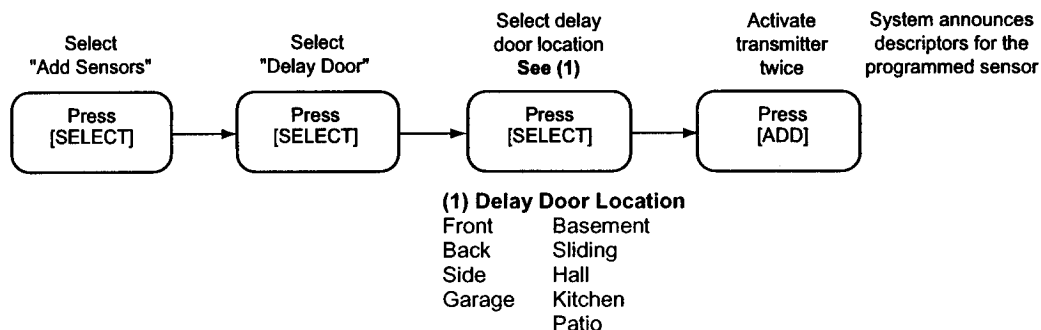 Select
"Add Sensors"
Press
[SELECT]
Select
"Delay Door"
Press
[SELECT]
Select delay
door location
See (1)
Press
[SELECT]
Activate
transmitter
twice
Press
[ADD]
System announces
descriptors for the
programmed sensor
(1) Delay Door Location
Front Basement
Back Sliding
Side Hall
Garage Kitchen
Patio